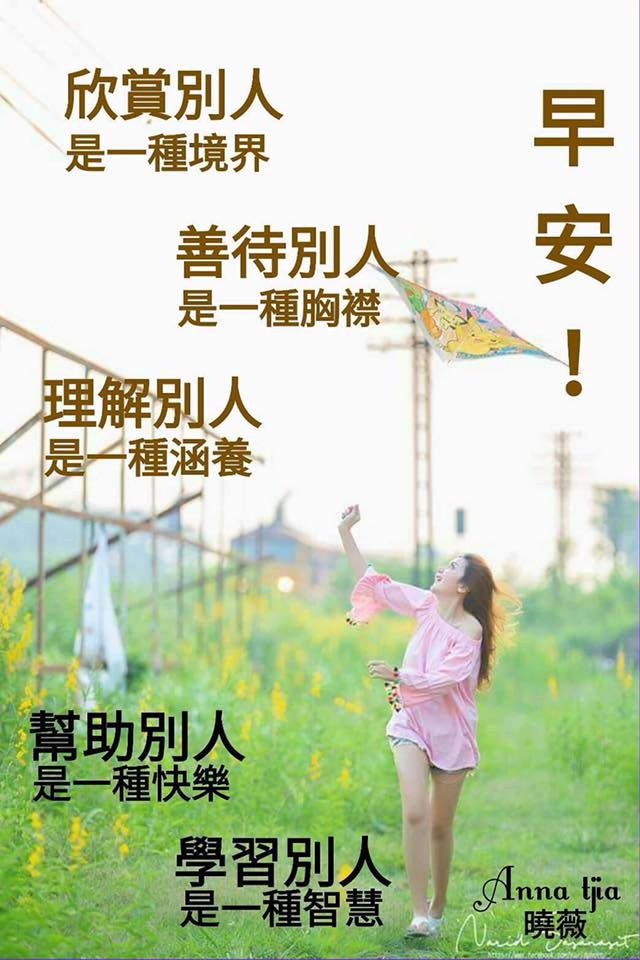 早安！
欣賞別人
是一種境界
善待別人
是一種胸襟
理解別人
是一種涵養
幫助別人
是一種快樂
學習別人
是一種智慧
Anna tjia
曉薇